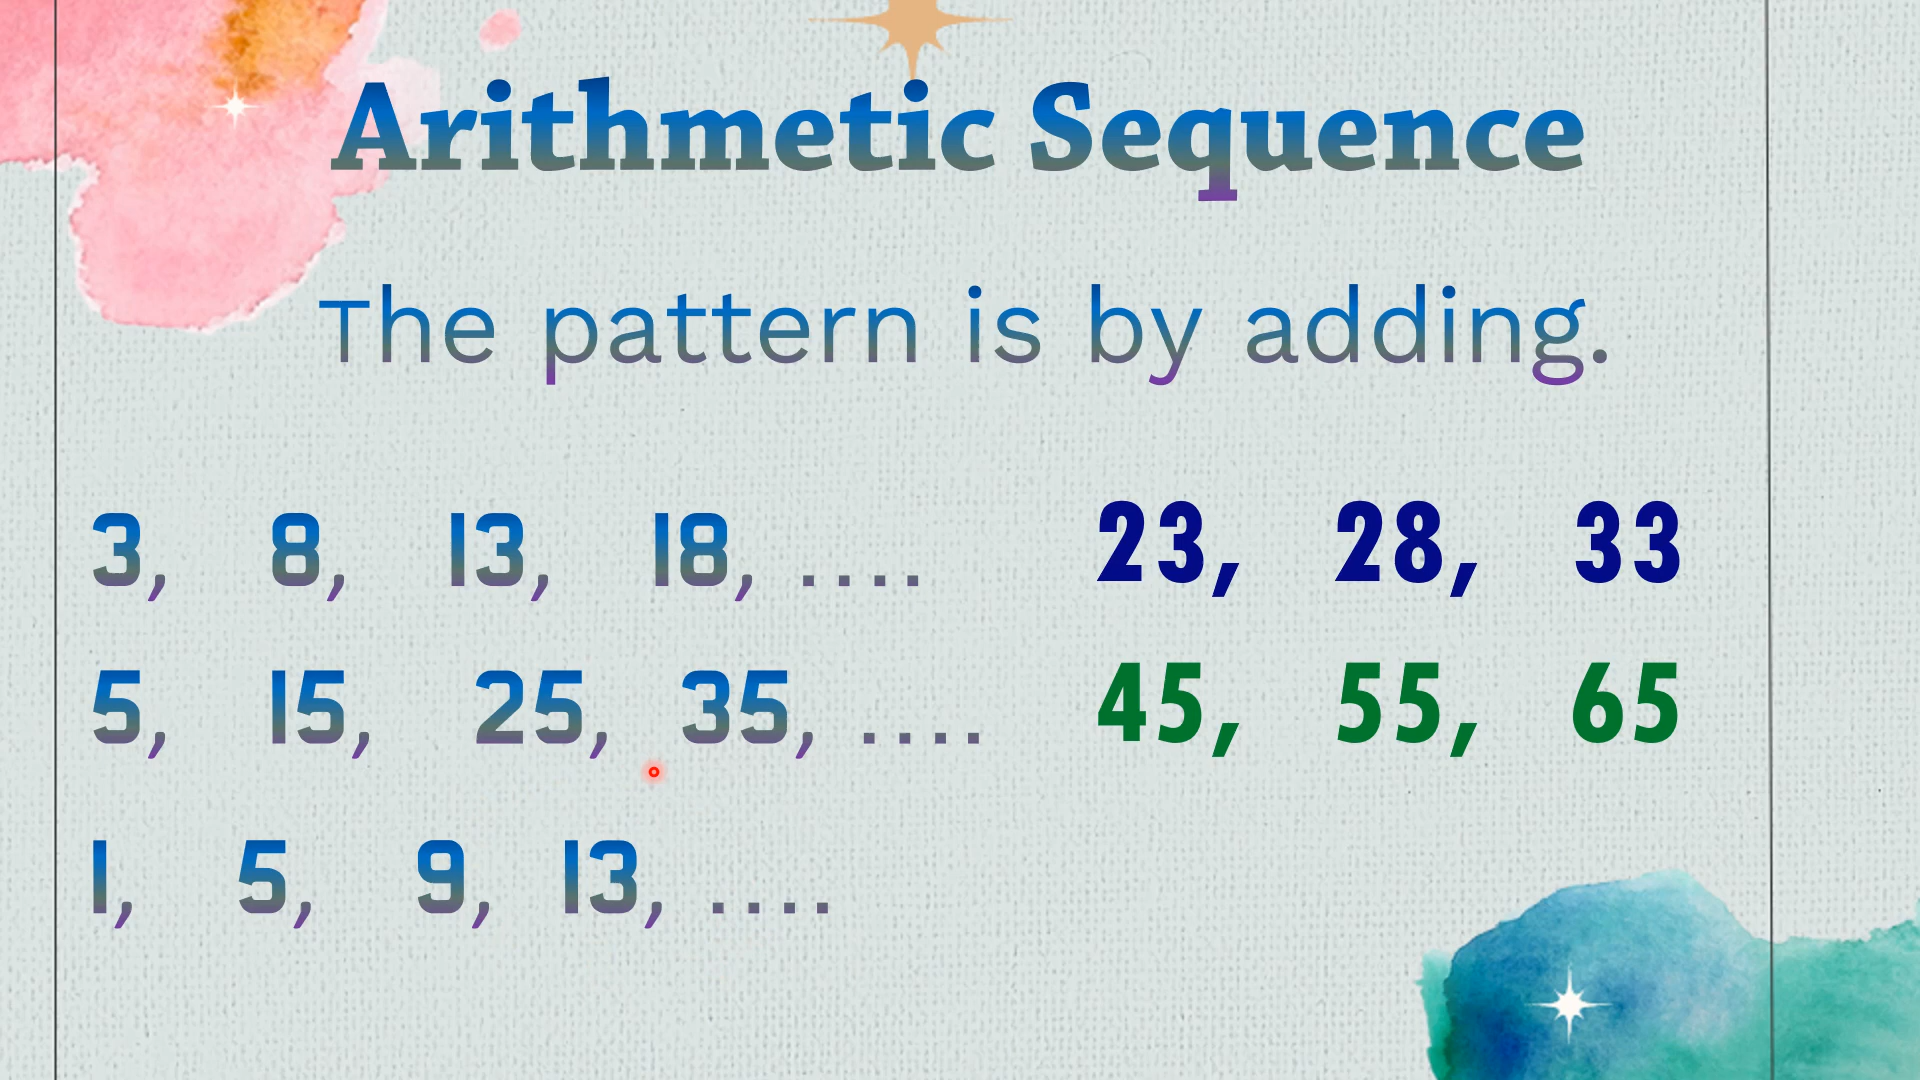 Arithmetic Sequence
The pattern is by adding.
3, 8, 13, 18, .... 23, 28, 33
5, 15, 25, 35, .... 45, 55, 65
1, 5, 9, 13, ....